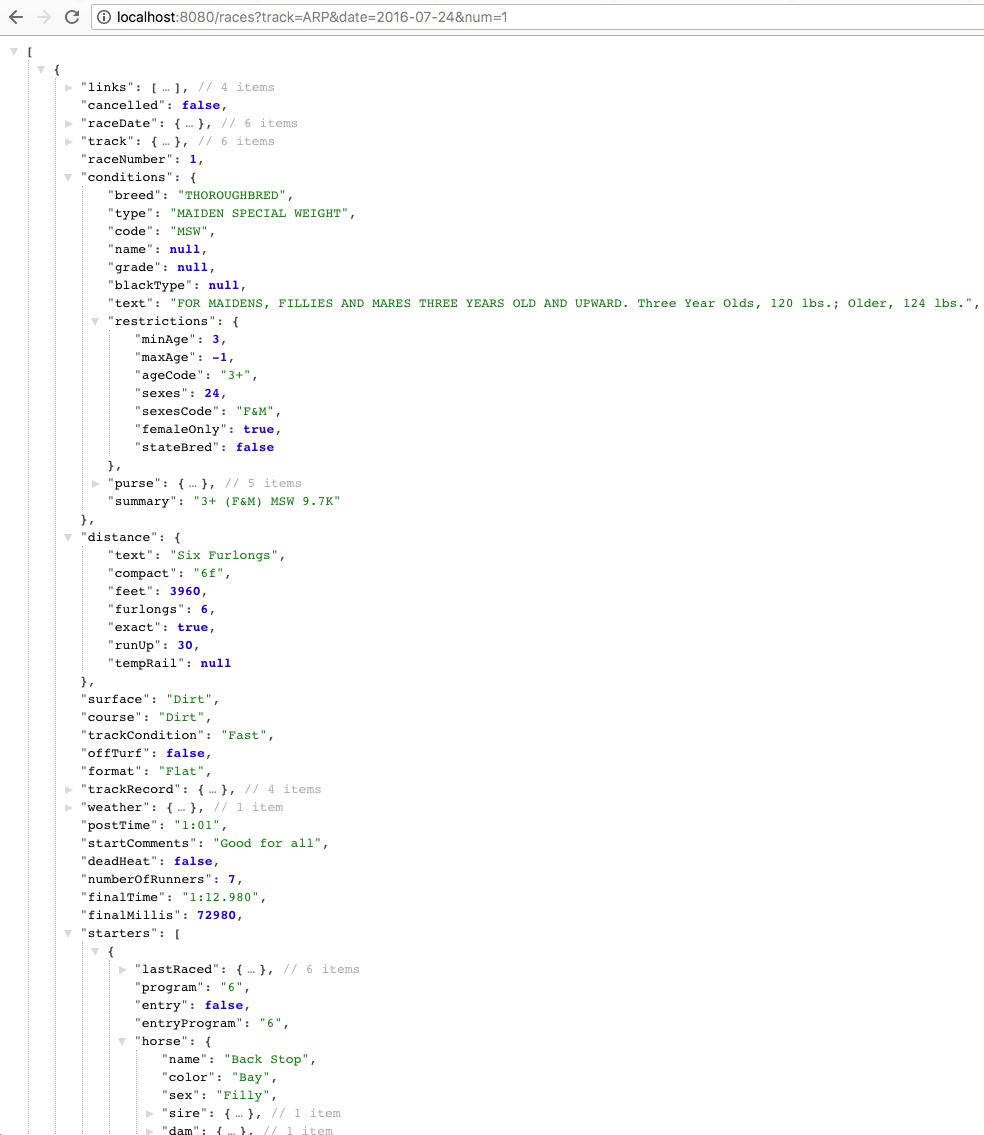 localhost:8080/races?track=ARP&date=2016-07-24&num=1
[
{
"links": [ … ], // 4 items
"cancelled": false,
"raceDate": { … }, // 6 items
"track": { … }, // 6 items
"raceNumber": 1,
"conditions": {
"breed": "THOROUGHBRED",
"type": "MAIDEN SPECIAL WEIGHT",
"code": "MSW",
"name": null,
"grade": null,
"blackType": null,
"text": "FOR MAIDENS, FILLIES AND MARES THREE YEARS OLD AND UPWARD. Three Year Olds, 120 lbs.; Older, 124 lbs.",
"restrictions": {
"minAge": 3,
"maxAge": -1,
"ageCode": "3+",
"sexes": 24,
"sexesCode": "F&M",
"femaleOnly": true,
"stateBred": false
},
"purse": { … }, // 5 items
"summary": "3+ (F&M) MSW 9.7K"
},
"distance": {
"text": "Six Furlongs",
"compact": "6f",
"feet": 3960,
"furlongs": 6,
"exact": true,
"runUp": 30,
"tempRail": null
},
"surface": "Dirt",
"course": "Dirt",
"trackCondition": "Fast",
"offTurf": false,
"format": "Flat",
"trackRecord": { … }, // 4 items
"weather": { … }, // 1 item
"postTime": "1:01",
"startComments": "Good for all",
"deadHeat": false,
"numberOfRunners": 7,
"finalTime": "1:12.980",
"finalMillis": 72980,
"starters": [
{
"lastRaced": { … }, // 6 items
"program": "6",
"entry": false,
"entryProgram": "6",
"horse": {
"name": "Back Stop",
"color": "Bay",
"sex": "Filly",
"sire": { … }, // 1 item
"dam": { … }, // 1 item